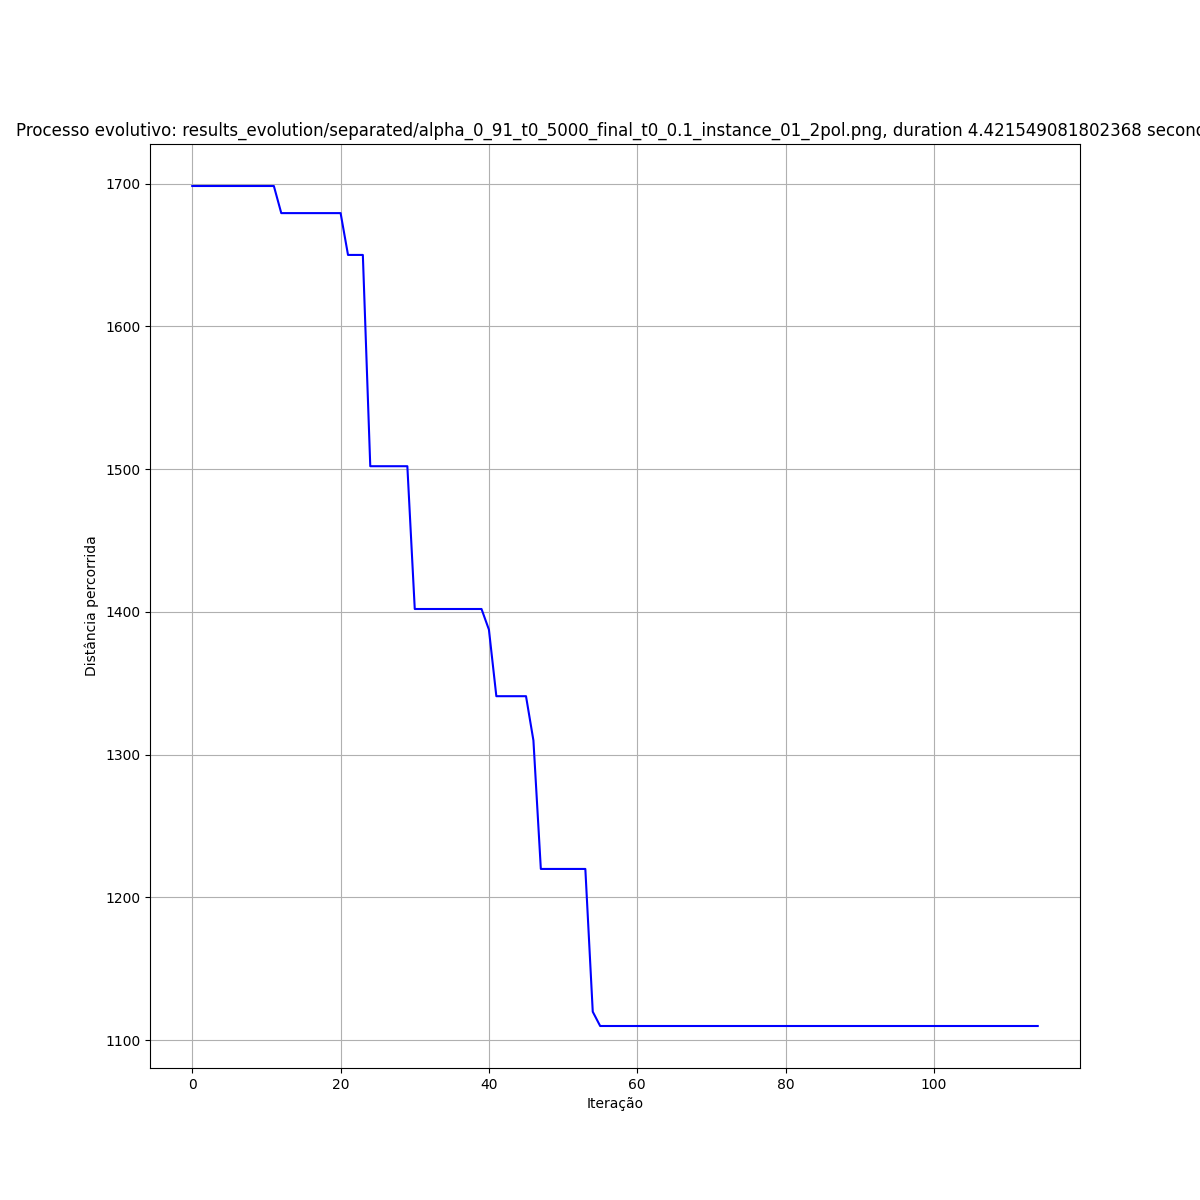 Processo evolutivo: results_evolution/separated/alpha_0_91_t0_5000_final_t0_0.1_instance_01_2pol.png, duration 4.421549081802368 secon
1700
1600
1500
1400
1300
1200
1100
Distância percorrida
0 20 40 60 80 100
Iteração